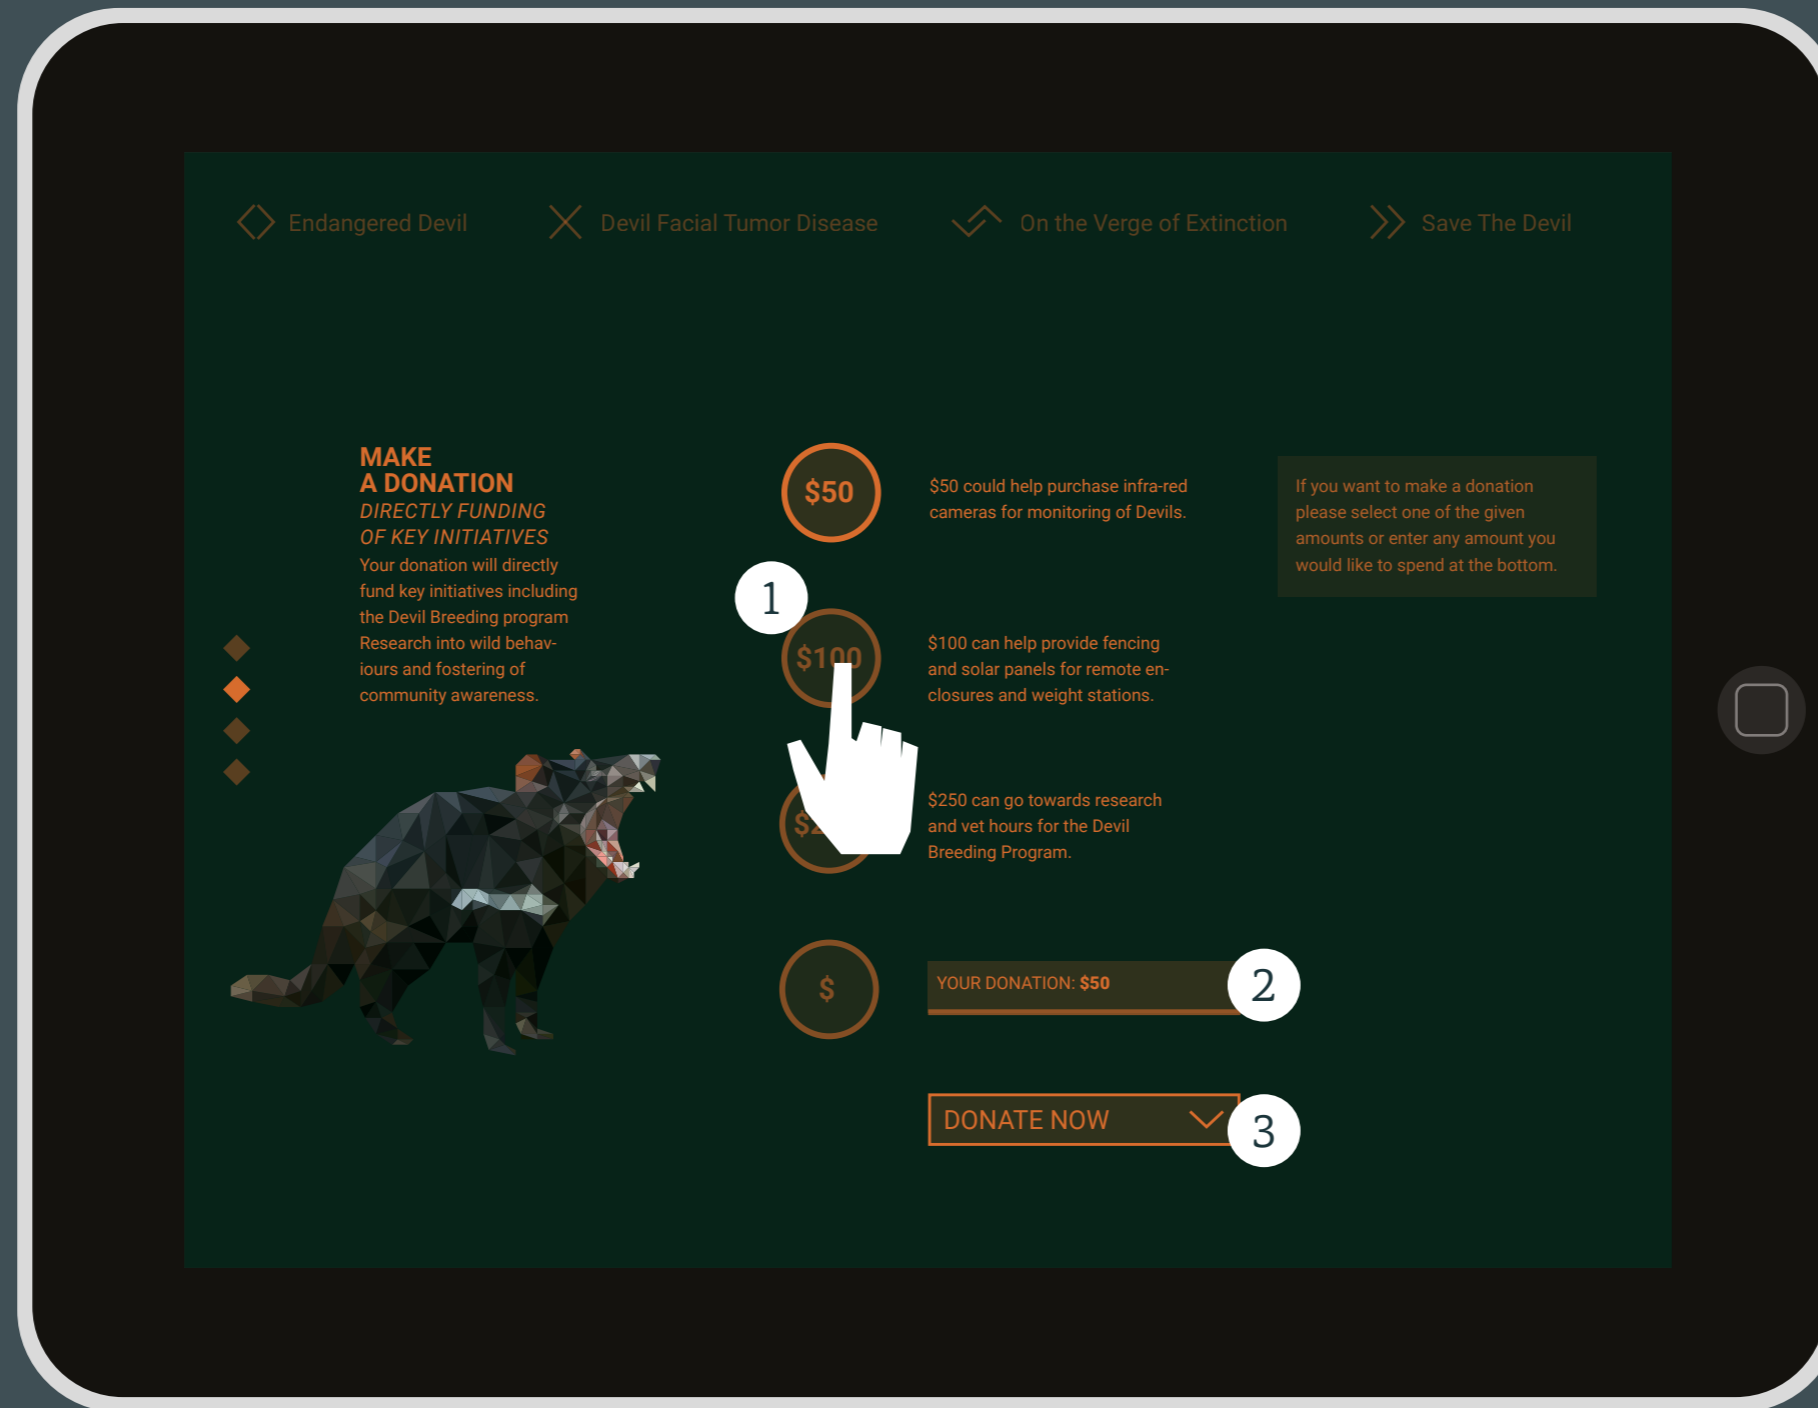 Endangered Devil
Devil Facial Tumor Disease
On the Verge of Extinction
Save The Devil
MAKE
A DONATION
DIRECTLY FUNDING
OF KEY INITIATIVES
Your donation will directly
fund key initiatives including
the Devil Breeding program
Research into wild behav-
iours and fostering of
community awareness.
$50
$50 could help purchase infra-red
cameras for monitoring of Devils.
If you want to make a donation
please select one of the given
amounts or enter any amount you
would like to spend at the bottom.
1
$100
$100 can help provide fencing
and solar panels for remote en-
closures and weight stations.
$250 can go towards research
and vet hours for the Devil
Breeding Program.
$
YOUR DONATION: $50
2
DONATE NOW
3